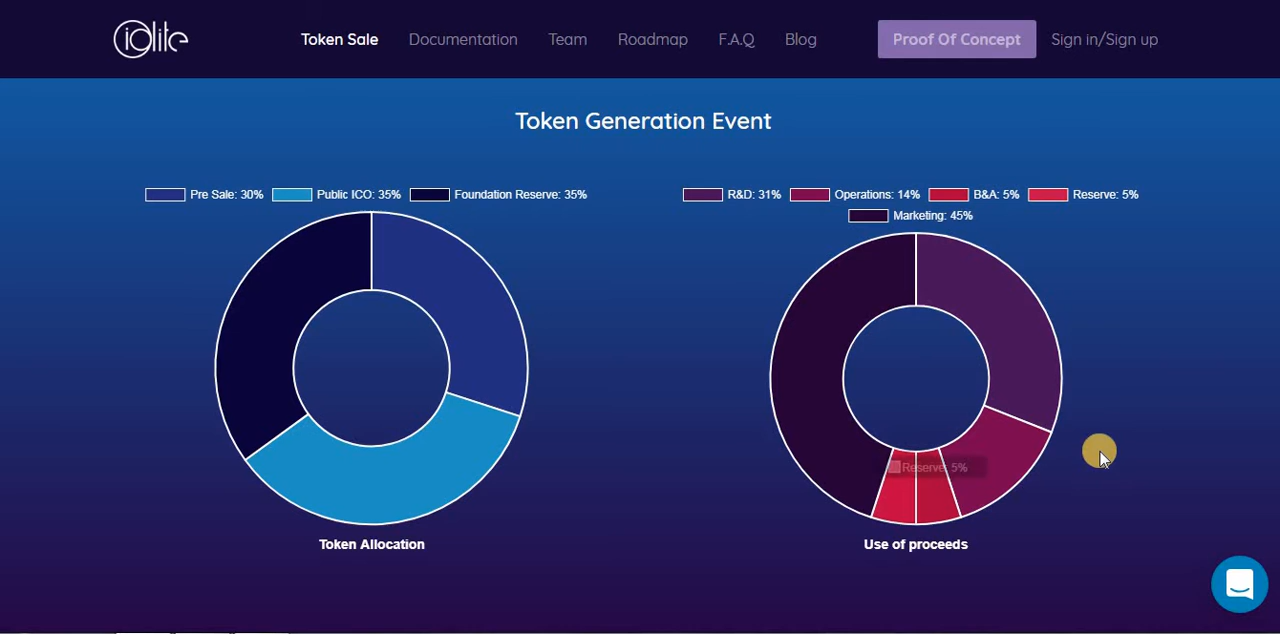 iolite Token Sale Documentation Team Roadmap F.A.Q Blog Proof Of Concept Sign in/Sign up
Token Generation Event
Pre Sale: 30% Public ICO: 35% Foundation Reserve: 35%
R&D: 31% Operations: 14% B&A: 5% Reserve: 5%
Marketing: 45%
Reserve: 5%
Token Allocation
Use of proceeds